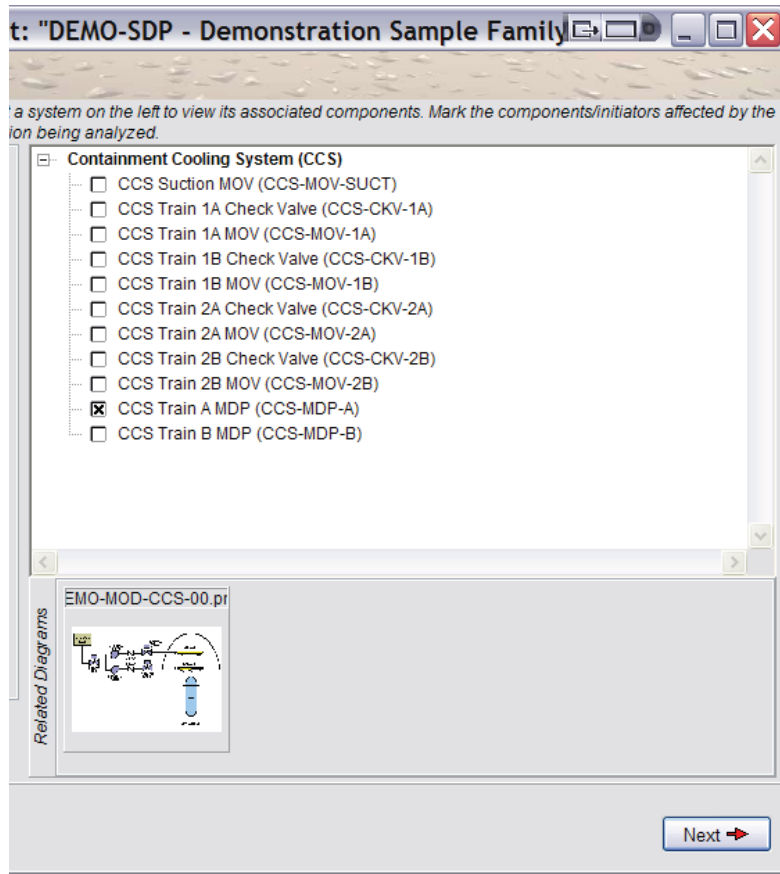 t: "DEMO-SDP - Demonstration Sample Family
a system on the left to view its associated components. Mark the components/initiators affected by the
ion being analyzed.
Containment Cooling System (CCS)
CCS Suction MOV (CCS-MOV-SUCT)
CCS Train 1A Check Valve (CCS-CKV-1A)
CCS Train 1A MOV (CCS-MOV-1A)
CCS Train 1B Check Valve (CCS-CKV-1B)
CCS Train 1B MOV (CCS-MOV-1B)
CCS Train 2A Check Valve (CCS-CKV-2A)
CCS Train 2A MOV (CCS-MOV-2A)
CCS Train 2B Check Valve (CCS-CKV-2B)
CCS Train 2B MOV (CCS-MOV-2B)
CCS Train A MDP (CCS-MDP-A)
CCS Train B MDP (CCS-MDP-B)
Related Diagrams
EMO-MOD-CCS-00.pr
Next